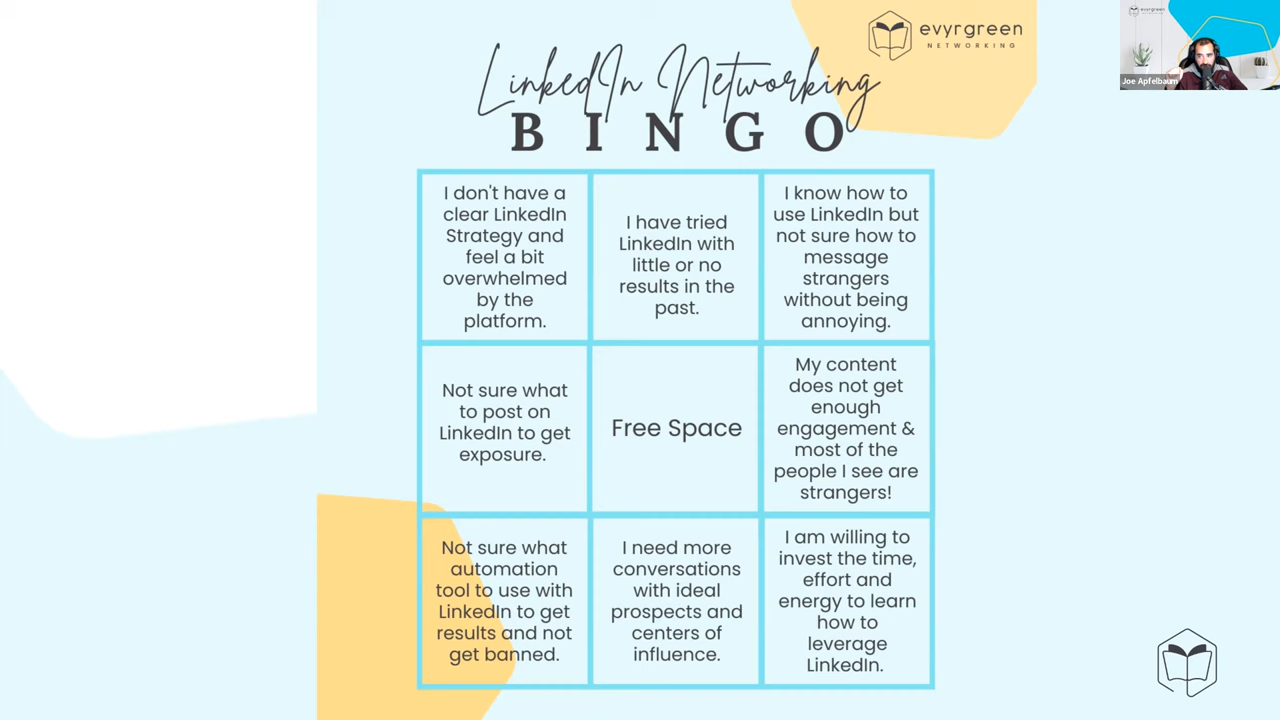 evyrgreen
NETWORKING
evyrgreen
Joe Apfelbaum
LinkedIn Networking
BINGO
I don't have a
clear LinkedIn
Strategy and
feel a bit
overwhelmed
by the
platform.
I have tried
LinkedIn with
little or no
results in the
past.
I know how to
use LinkedIn but
not sure how to
message
strangers
without being
annoying.
Not sure what
to post on
LinkedIn to get
exposure.
Free Space
My content
does not get
enough
engagement &
most of the
people I see are
strangers!
Not sure what
automation
tool to use with
LinkedIn to get
results and not
get banned.
I need more
conversations
with ideal
prospects and
centers of
influence.
I am willing to
invest the time,
effort and
energy to learn
how to
leverage
LinkedIn.